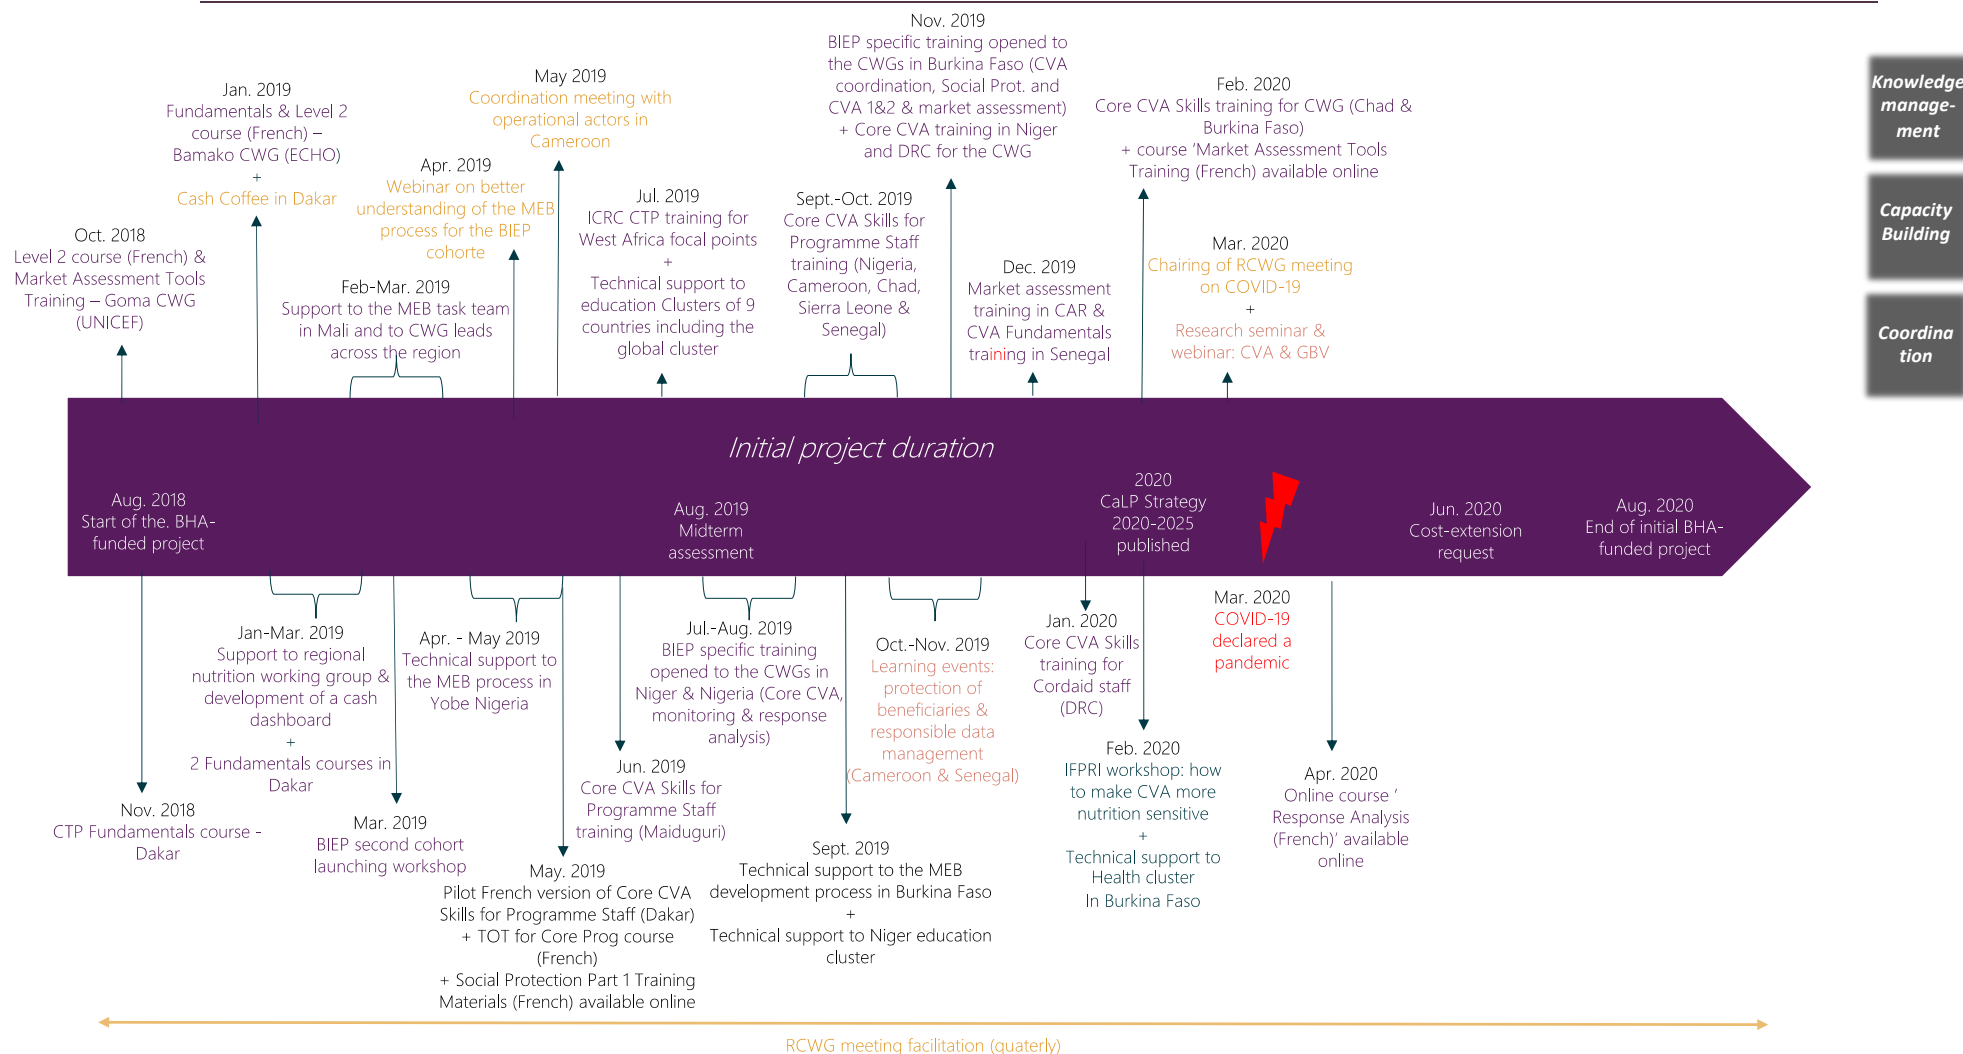 Oct. 2018
Level 2 course (French) &
Market Assessment Tools
Training – Goma CWG
(UNICEF)
Jan. 2019
Fundamentals & Level 2
course (French) –
Bamako CWG (ECHO)
+
Cash Coffee in Dakar
Feb-Mar. 2019
Support to the MEB task team
in Mali and to CWG leads
across the region
Apr. 2019
Webinar on better
understanding of the MEB
process for the BIEP
cohorte
May 2019
Coordination meeting with
operational actors in
Cameroon
Jul. 2019
ICRC CTP training for
West Africa focal points
+
Technical support to
education Clusters of 9
countries including the
global cluster
Sept.-Oct. 2019
Core CVA Skills for
Programme Staff
training (Nigeria,
Cameroon, Chad,
Sierra Leone &
Senegal)
Nov. 2019
BIEP specific training opened to
the CWGs in Burkina Faso (CVA
coordination, Social Prot. and
CVA 1&2 & market assessment)
+ Core CVA training in Niger
and DRC for the CWG
Dec. 2019
Market assessment
training in CAR &
CVA Fundamentals
training in Senegal
Feb. 2020
Core CVA Skills training for CWG (Chad &
Burkina Faso)
+ course 'Market Assessment Tools
Training (French) available online
Mar. 2020
Chairing of RCWG meeting
on COVID-19
+
Research seminar &
webinar: CVA & GBV
Knowledge
manage-
ment
Capacity
Building
Coordina
tion
Initial project duration
Aug. 2018
Start of the. BHA-
funded project
Aug. 2019
Midterm
assessment
2020
CaLP Strategy
2020-2025
published
Jun. 2020
Cost-extension
request
Aug. 2020
End of initial BHA-
funded project
Nov. 2018
CTP Fundamentals course -
Dakar
Jan-Mar. 2019
Support to regional
nutrition working group &
development of a cash
dashboard
+
2 Fundamentals courses in
Dakar
Mar. 2019
BIEP second cohort
launching workshop
Apr. - May 2019
Technical support to
the MEB process in
Yobe Nigeria
May. 2019
Pilot French version of Core CVA
Skills for Programme Staff (Dakar)
+ TOT for Core Prog course
(French)
+ Social Protection Part 1 Training
Materials (French) available online
Jun. 2019
Core CVA Skills for
Programme Staff
training (Maiduguri)
Jul.-Aug. 2019
BIEP specific training
opened to the CWGs in
Niger & Nigeria (Core CVA,
monitoring & response
analysis)
Sept. 2019
Technical support to the MEB
development process in Burkina Faso
+
Technical support to Niger education
cluster
Oct.-Nov. 2019
Learning events:
protection of
beneficiaries &
responsible data
management
(Cameroon & Senegal)
Jan. 2020
Core CVA Skills
training for
Cordaid staff
(DRC)
Feb. 2020
IFPRI workshop: how
to make CVA more
nutrition sensitive
+
Technical support to
Health cluster
In Burkina Faso
Mar. 2020
COVID-19
declared a
pandemic
Apr. 2020
Online course '
Response Analysis
(French)' available
online
RCWG meeting facilitation (quaterly)